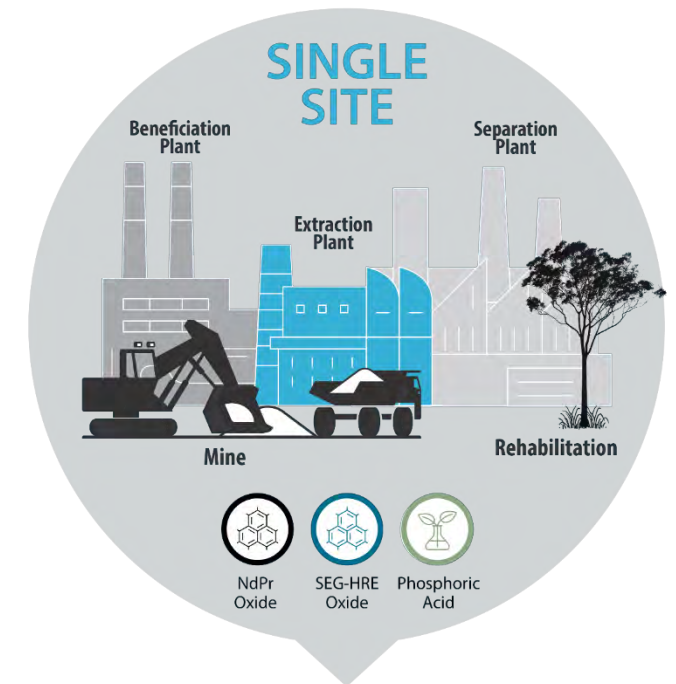 SINGLE
SITE
Beneficiation
Plant
Separation
Plant
Extraction
Plant
Mine
Rehabilitation
NdPr
Oxide
SEG-HRE
Oxide
Phosphoric
Acid